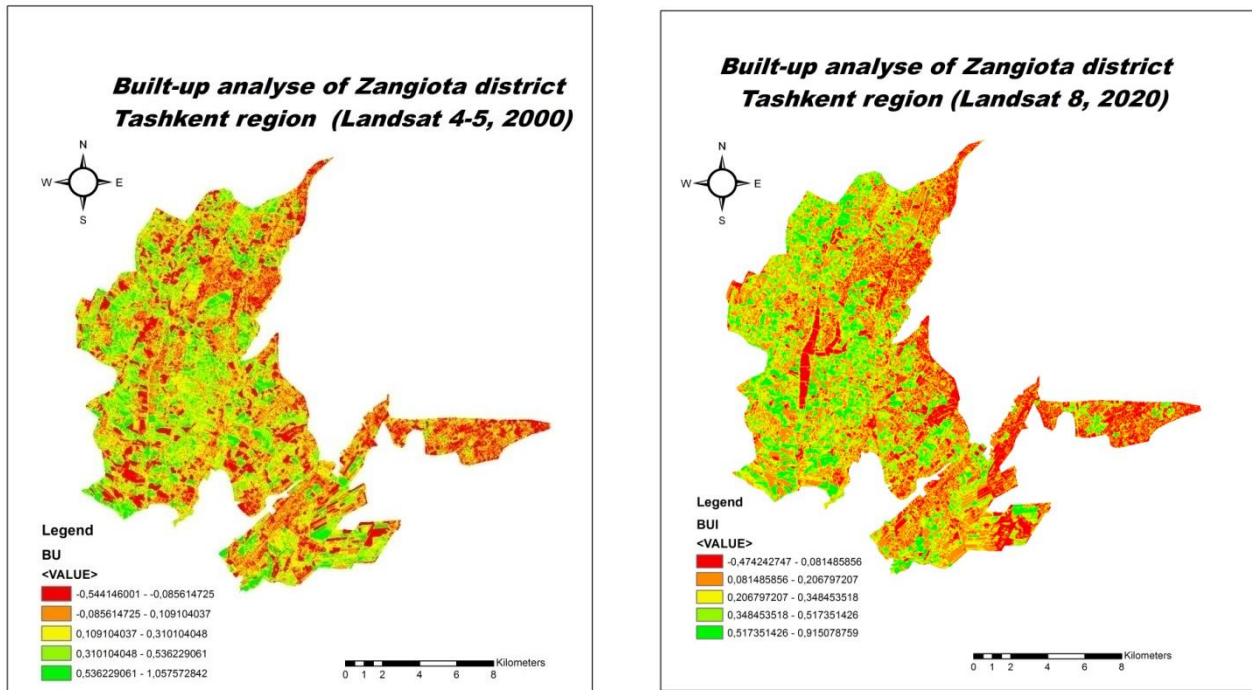 Built-up analyse of Zangiota district
Tashkent region (Landsat 4-5, 2000)
N
W
E
S
Legend
BU
<VALUE>
-0,544146001 - -0,085614725
-0,085614725 - 0,109104037
0,109104037 - 0,310104048
0,310104048 - 0,536229061
0,536229061 - 1,057572842
Kilometers
0 1 2 4 6 8
Built-up analyse of Zangiota district
Tashkent region (Landsat 8, 2020)
N
W
E
S
Legend
BUI
<VALUE>
-0,474242747 - 0,081485856
0,081485856 - 0,206797207
0,206797207 - 0,348453518
0,348453518 - 0,517351426
0,517351426 - 0,915078759
Kilometers
0 1 2 4 6 8